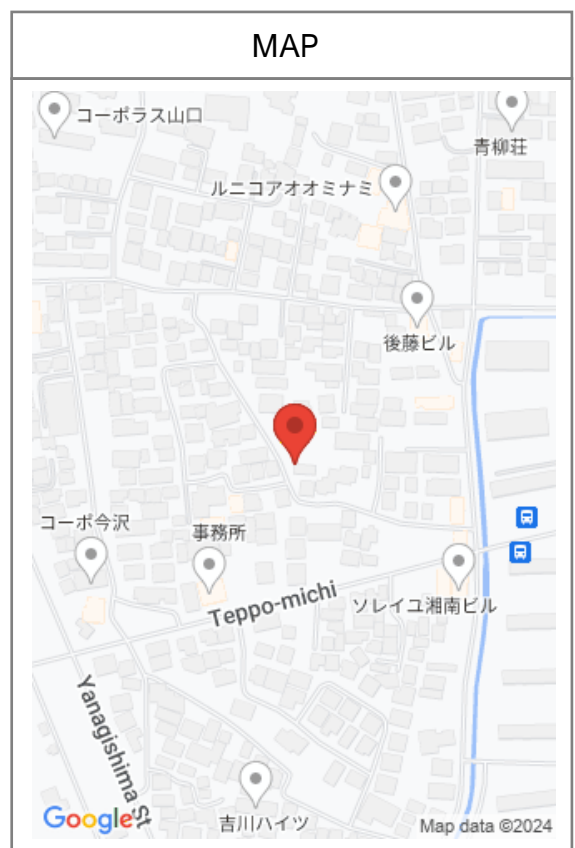 MAP
コーポラス山口
青柳荘
ルニコアオオミナミ
後藤ビル
コーポ今沢
事務所
Teppo-michi
ソレイユ湘南ビル
Yanagishima St
吉川ハイツ
Google
Map data ©2024